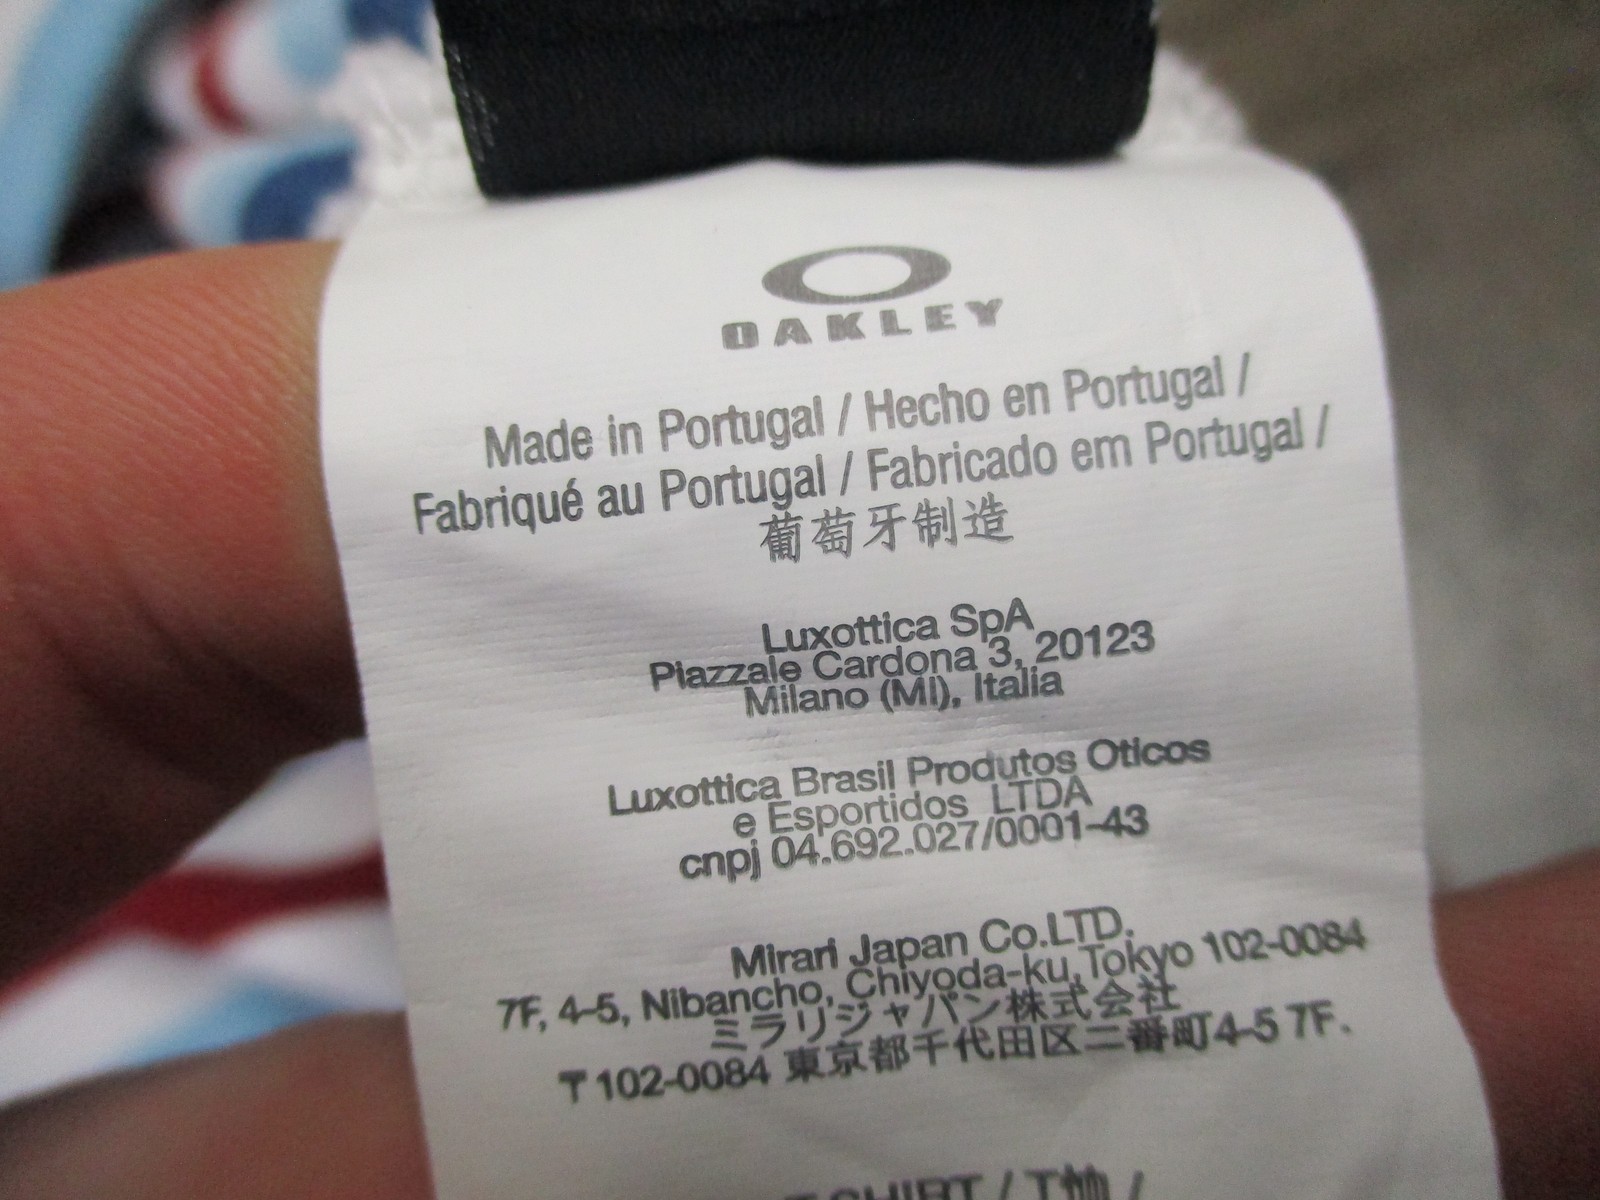 OAKLEY
Made in Portugal / Hecho en Portugal /
Fabriqué au Portugal / Fabricado em Portugal /
葡萄牙制造
Luxottica SpA
Piazzale Cardona 3, 20123
Milano (MI), Italia
Luxottica Brasil Produtos Oticos
e Esportidos LTDA
cnpj 04.692.027/0001-43
Mirari Japan Co.LTD.
7F, 4-5, Nibancho, Chiyoda-ku,Tokyo 102-0084
ミラリジャパン株式会社
〒102-0084 東京都千代田区二番町4-5 7F.
SHIRT / T恤 /